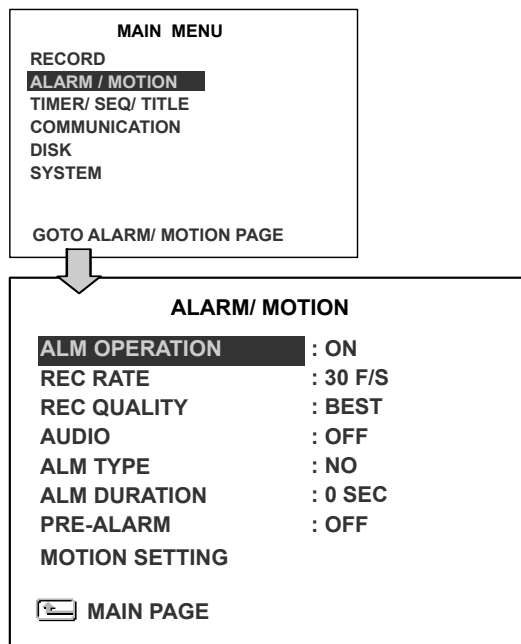 MAIN MENU
RECORD
ALARM / MOTION
TIMER/ SEQ/ TITLE
COMMUNICATION
DISK
SYSTEM
GOTO ALARM/ MOTION PAGE
ALARM/ MOTION
ALM OPERATION : ON
REC RATE : 30 F/S
REC QUALITY : BEST
AUDIO : OFF
ALM TYPE : NO
ALM DURATION : 0 SEC
PRE-ALARM : OFF
MOTION SETTING
MAIN PAGE